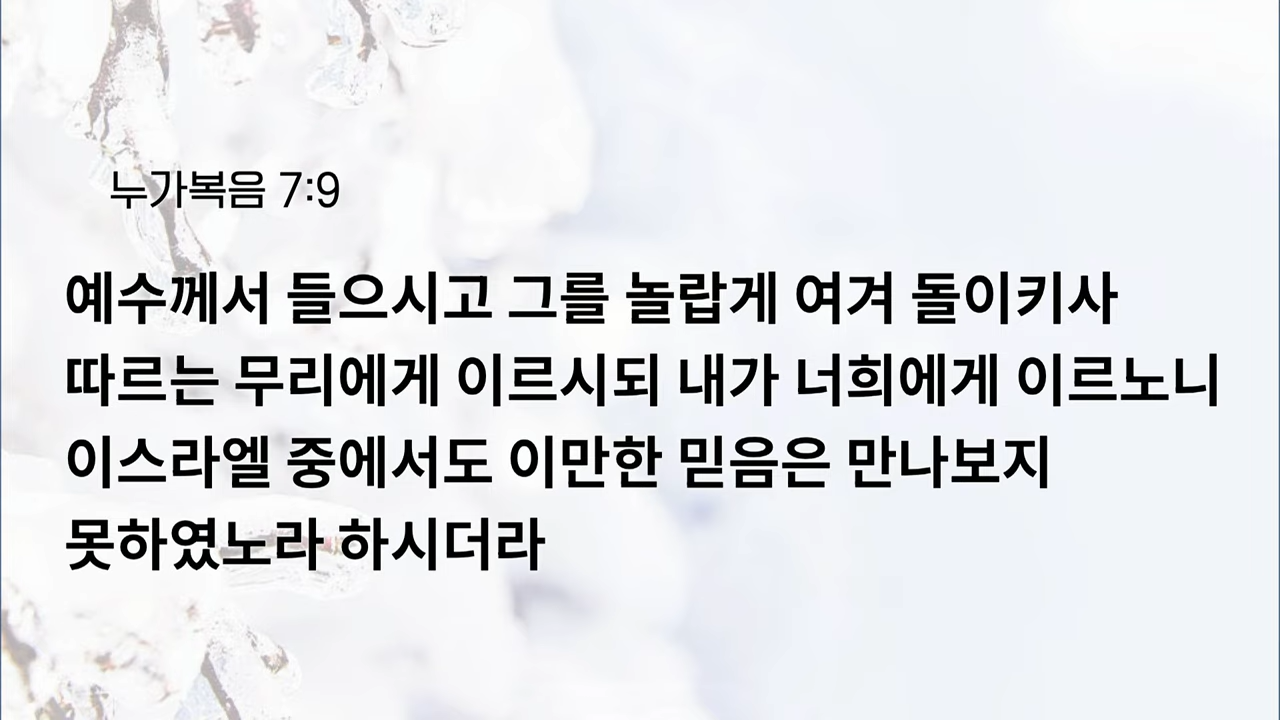 누가복음 7:9
예수께서 들으시고 그를 놀랍게 여겨 돌이키사
따르는 무리에게 이르시되 내가 너희에게 이르노니
이스라엘 중에서도 이만한 믿음은 만나보지
못하였노라 하시더라